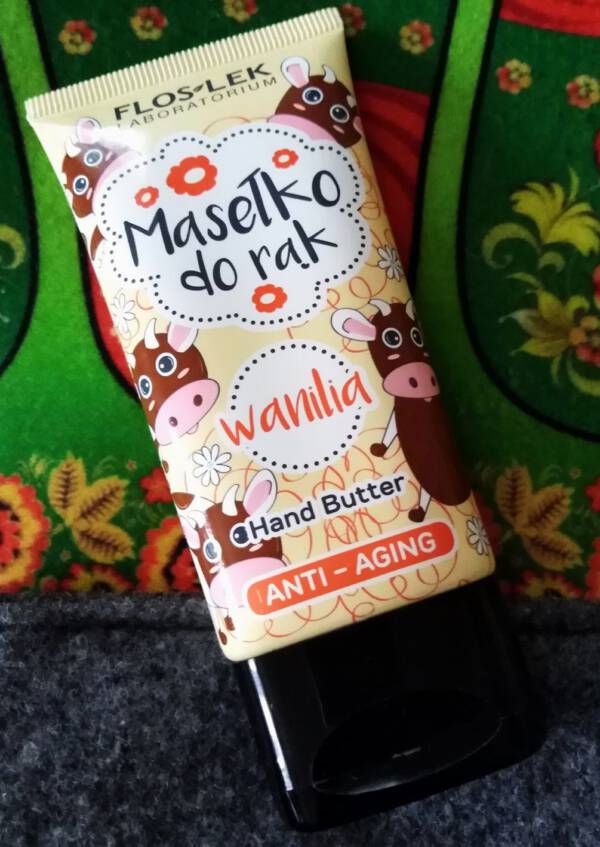 FLOS-LEK
LABORATORIUM
Masełko
do rąk
wanilia
Hand Butter
ANTI - AGING